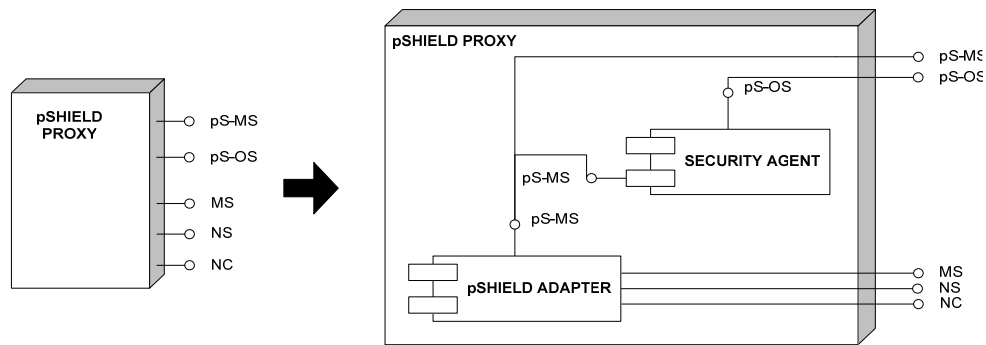 pSHIELD
PROXY
pS-MS
pS-OS
MS
NS
NC
pSHIELD PROXY
pS-MS
pS-OS
pS-OS
SECURITY AGENT
pS-MS
pS-MS
pSHIELD ADAPTER
MS
NS
NC